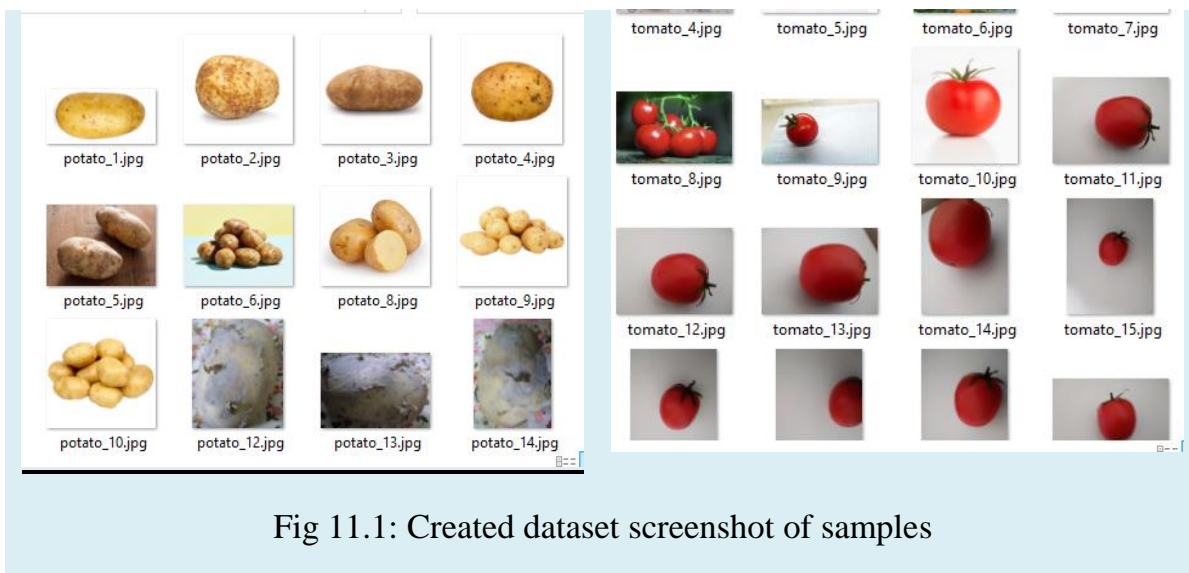 potato_1.jpg potato_2.jpg potato_3.jpg potato_4.jpg
potato_5.jpg potato_6.jpg potato_8.jpg potato_9.jpg
potato_10.jpg potato_12.jpg potato_13.jpg potato_14.jpg
tomato_4.jpg tomato_5.jpg tomato_6.jpg tomato_7.jpg
tomato_8.jpg tomato_9.jpg tomato_10.jpg tomato_11.jpg
tomato_12.jpg tomato_13.jpg tomato_14.jpg tomato_15.jpg
Fig 11.1: Created dataset screenshot of samples